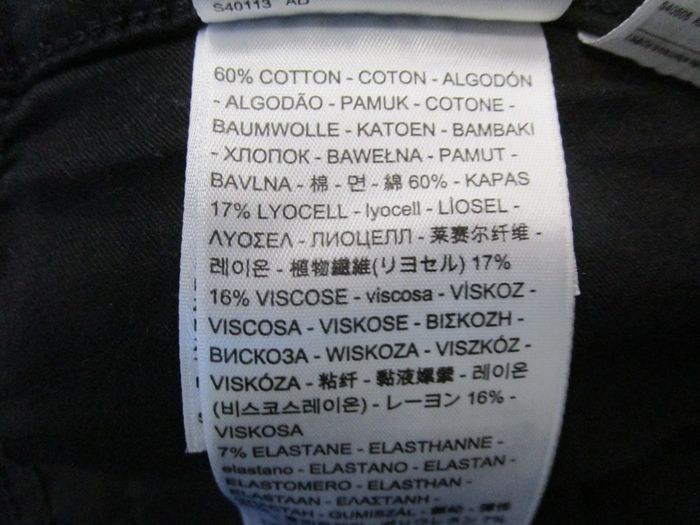 S40113 AD
60% COTTON - COTON - ALGODÓN
- ALGODÃO - PAMUK - COTONE -
BAUMWOLLE - KATOEN - BAMBAKI
- ХЛОПОК - BAWEŁNA - PAMUT -
BAVLNA - 棉 - 면 - 綿 60% - KAPAS
17% LYOCELL - lyocell - LİOSEL -
ΛΥΟΣΕΛ - ЛИОЦЕЛЛ - 莱赛尔纤维 -
레이온 - 植物繊維(リヨセル) 17%
16% VISCOSE - viscosa - VİSKOZ -
VISCOSA - VISKOSE - ΒΙΣΚΟΖΗ -
ВИСКОЗА - WISKOZA - VISZKÓZ -
VISKÓZA - 粘纤 - 黏液嫘縈 - 레이온
(비스코스레이온) - レーヨン 16% -
VISKOSA
7% ELASTANE - ELASTHANNE -
elastano - ELASTANO - ELASTAN -
ELASTOMERO - ELASTHAN -
ELASTAAN - ΕΛΑΣΤΑΝΗ -
GUMISZÁL